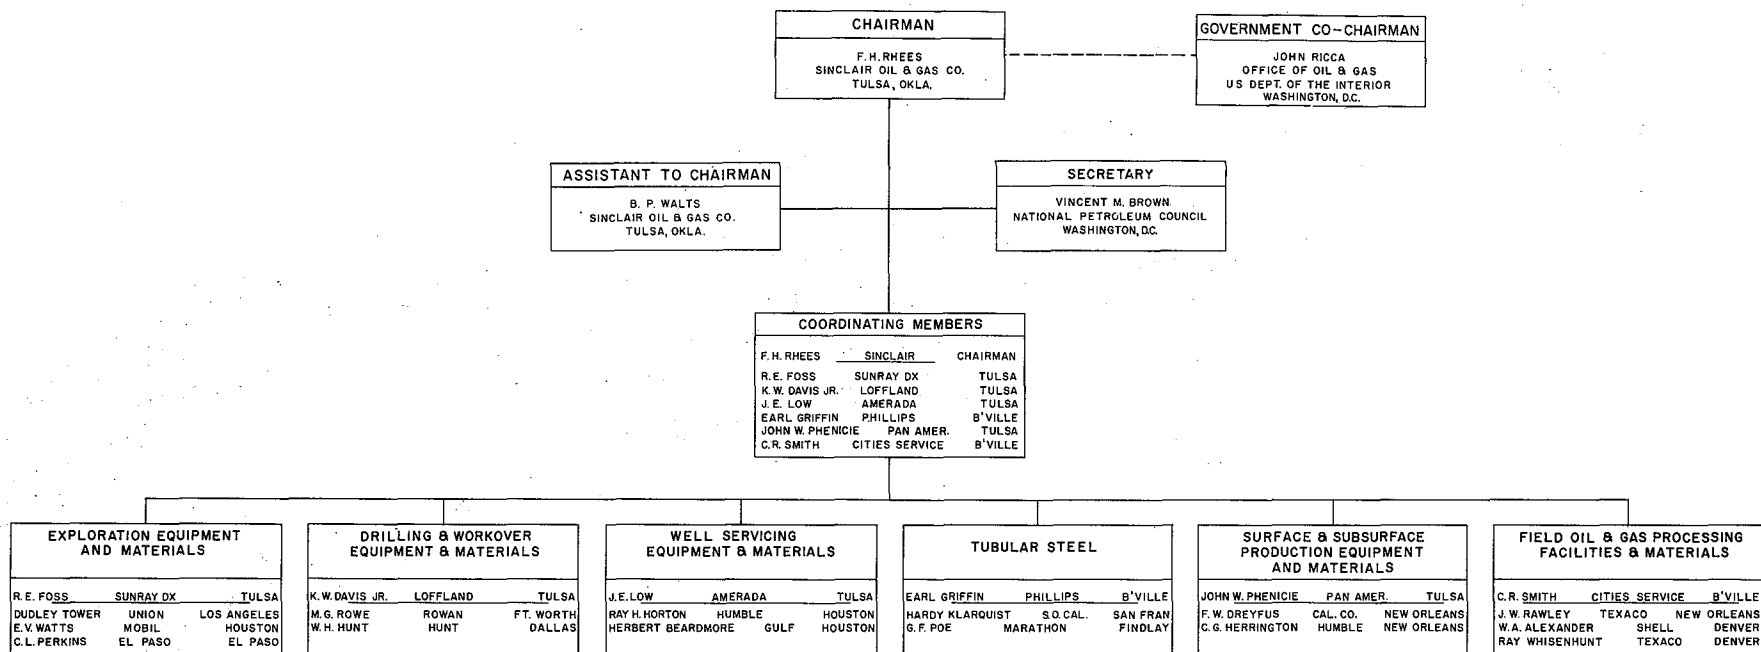 CHAIRMAN
F.H.RHEES
SINCLAIR OIL & GAS CO.
TULSA, OKLA.
GOVERNMENT CO-CHAIRMAN
JOHN RICCA
OFFICE OF OIL & GAS
US DEPT. OF THE INTERIOR
WASHINGTON, D.C.
ASSISTANT TO CHAIRMAN
B. P. WALTS
SINCLAIR OIL & GAS CO.
TULSA, OKLA.
SECRETARY
VINCENT M. BROWN
NATIONAL PETROLEUM COUNCIL
WASHINGTON, D.C.
COORDINATING MEMBERS
F.H. RHEES SINCLAIR CHAIRMAN
R.E. FOSS SUNRAY DX TULSA
K.W. DAVIS JR. LOFFLAND TULSA
J. E. LOW AMERADA TULSA
EARL GRIFFIN PHILLIPS B'VILLE
JOHN W. PHENICIE PAN AMER. TULSA
C.R. SMITH CITIES SERVICE B'VILLE
EXPLORATION EQUIPMENT
AND MATERIALS
R.E. FOSS SUNRAY DX TULSA
DUDLEY TOWER UNION LOS ANGELES
E.V. WATTS MOBIL HOUSTON
C.L. PERKINS EL PASO EL PASO
DRILLING & WORKOVER
EQUIPMENT & MATERIALS
K.W. DAVIS JR. LOFFLAND TULSA
M.G. ROWE ROWAN FT. WORTH
W.H. HUNT HUNT DALLAS
WELL SERVICING
EQUIPMENT & MATERIALS
J.E.LOW AMERADA TULSA
RAY H. HORTON HUMBLE HOUSTON
HERBERT BEARDMORE GULF HOUSTON
TUBULAR STEEL
EARL GRIFFIN PHILLIPS B'VILLE
HARDY KLARQUIST S.O. CAL. SAN FRAN
G.F. POE MARATHON FINDLAY
SURFACE & SUBSURFACE
PRODUCTION EQUIPMENT
AND MATERIALS
JOHN W. PHENICIE PAN AMER. TULSA
F.W. DREYFUS CAL. CO. NEW ORLEANS
C.G. HERRINGTON HUMBLE NEW ORLEANS
FIELD OIL & GAS PROCESSING
FACILITIES & MATERIALS
C.R. SMITH CITIES SERVICE B'VILLE
J.W. RAWLEY TEXACO NEW ORLEANS
W.A. ALEXANDER SHELL DENVER
RAY WHISENHUNT TEXACO DENVER